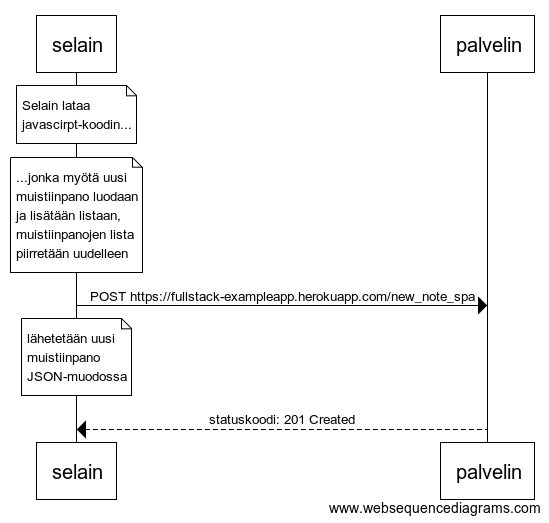 selain
palvelin
Selain lataa
javascirpt-koodin...
...jonka myötä uusi
muistiinpano luodaan
ja lisätään listaan,
muistiinpanojen lista
piirretään uudelleen
POST https://fullstack-exampleapp.herokuapp.com/new_note_spa
lähetetään uusi
muistiinpano
JSON-muodossa
statuskoodi: 201 Created
selain
palvelin
www.websequencediagrams.com